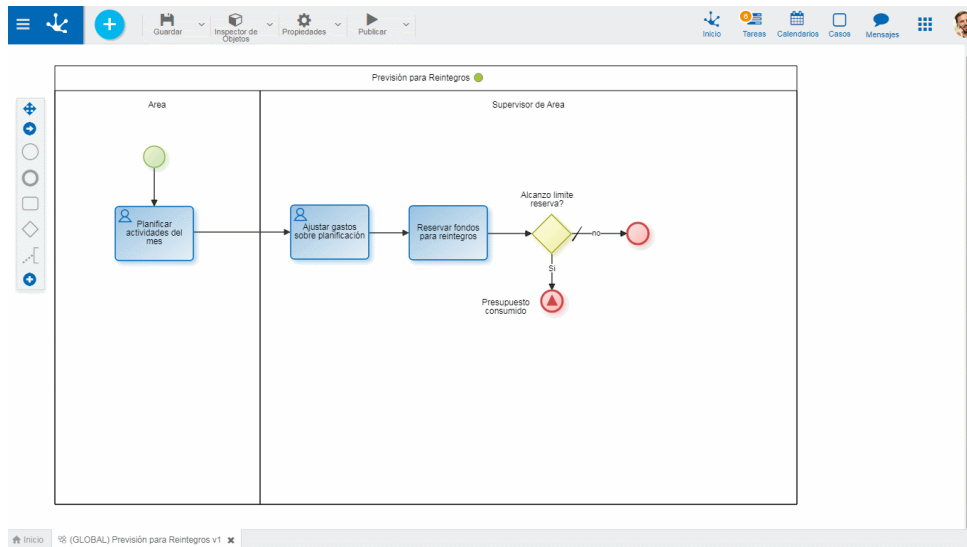 Guardar
Inspector de
Objetos
Propiedades
Publicar
Inicio
6
Tareas
Calendarios
Casos
Mensajes
Previsión para Reintegros
Area
Supervisor de Area
Planificar
actividades del
mes
Ajustar gastos
sobre planificación
Reservar fondos
para reintegros
Alcanzo limite
reserva?
no
Si
Presupuesto
consumido
Inicio
(GLOBAL) Previsión para Reintegros v1